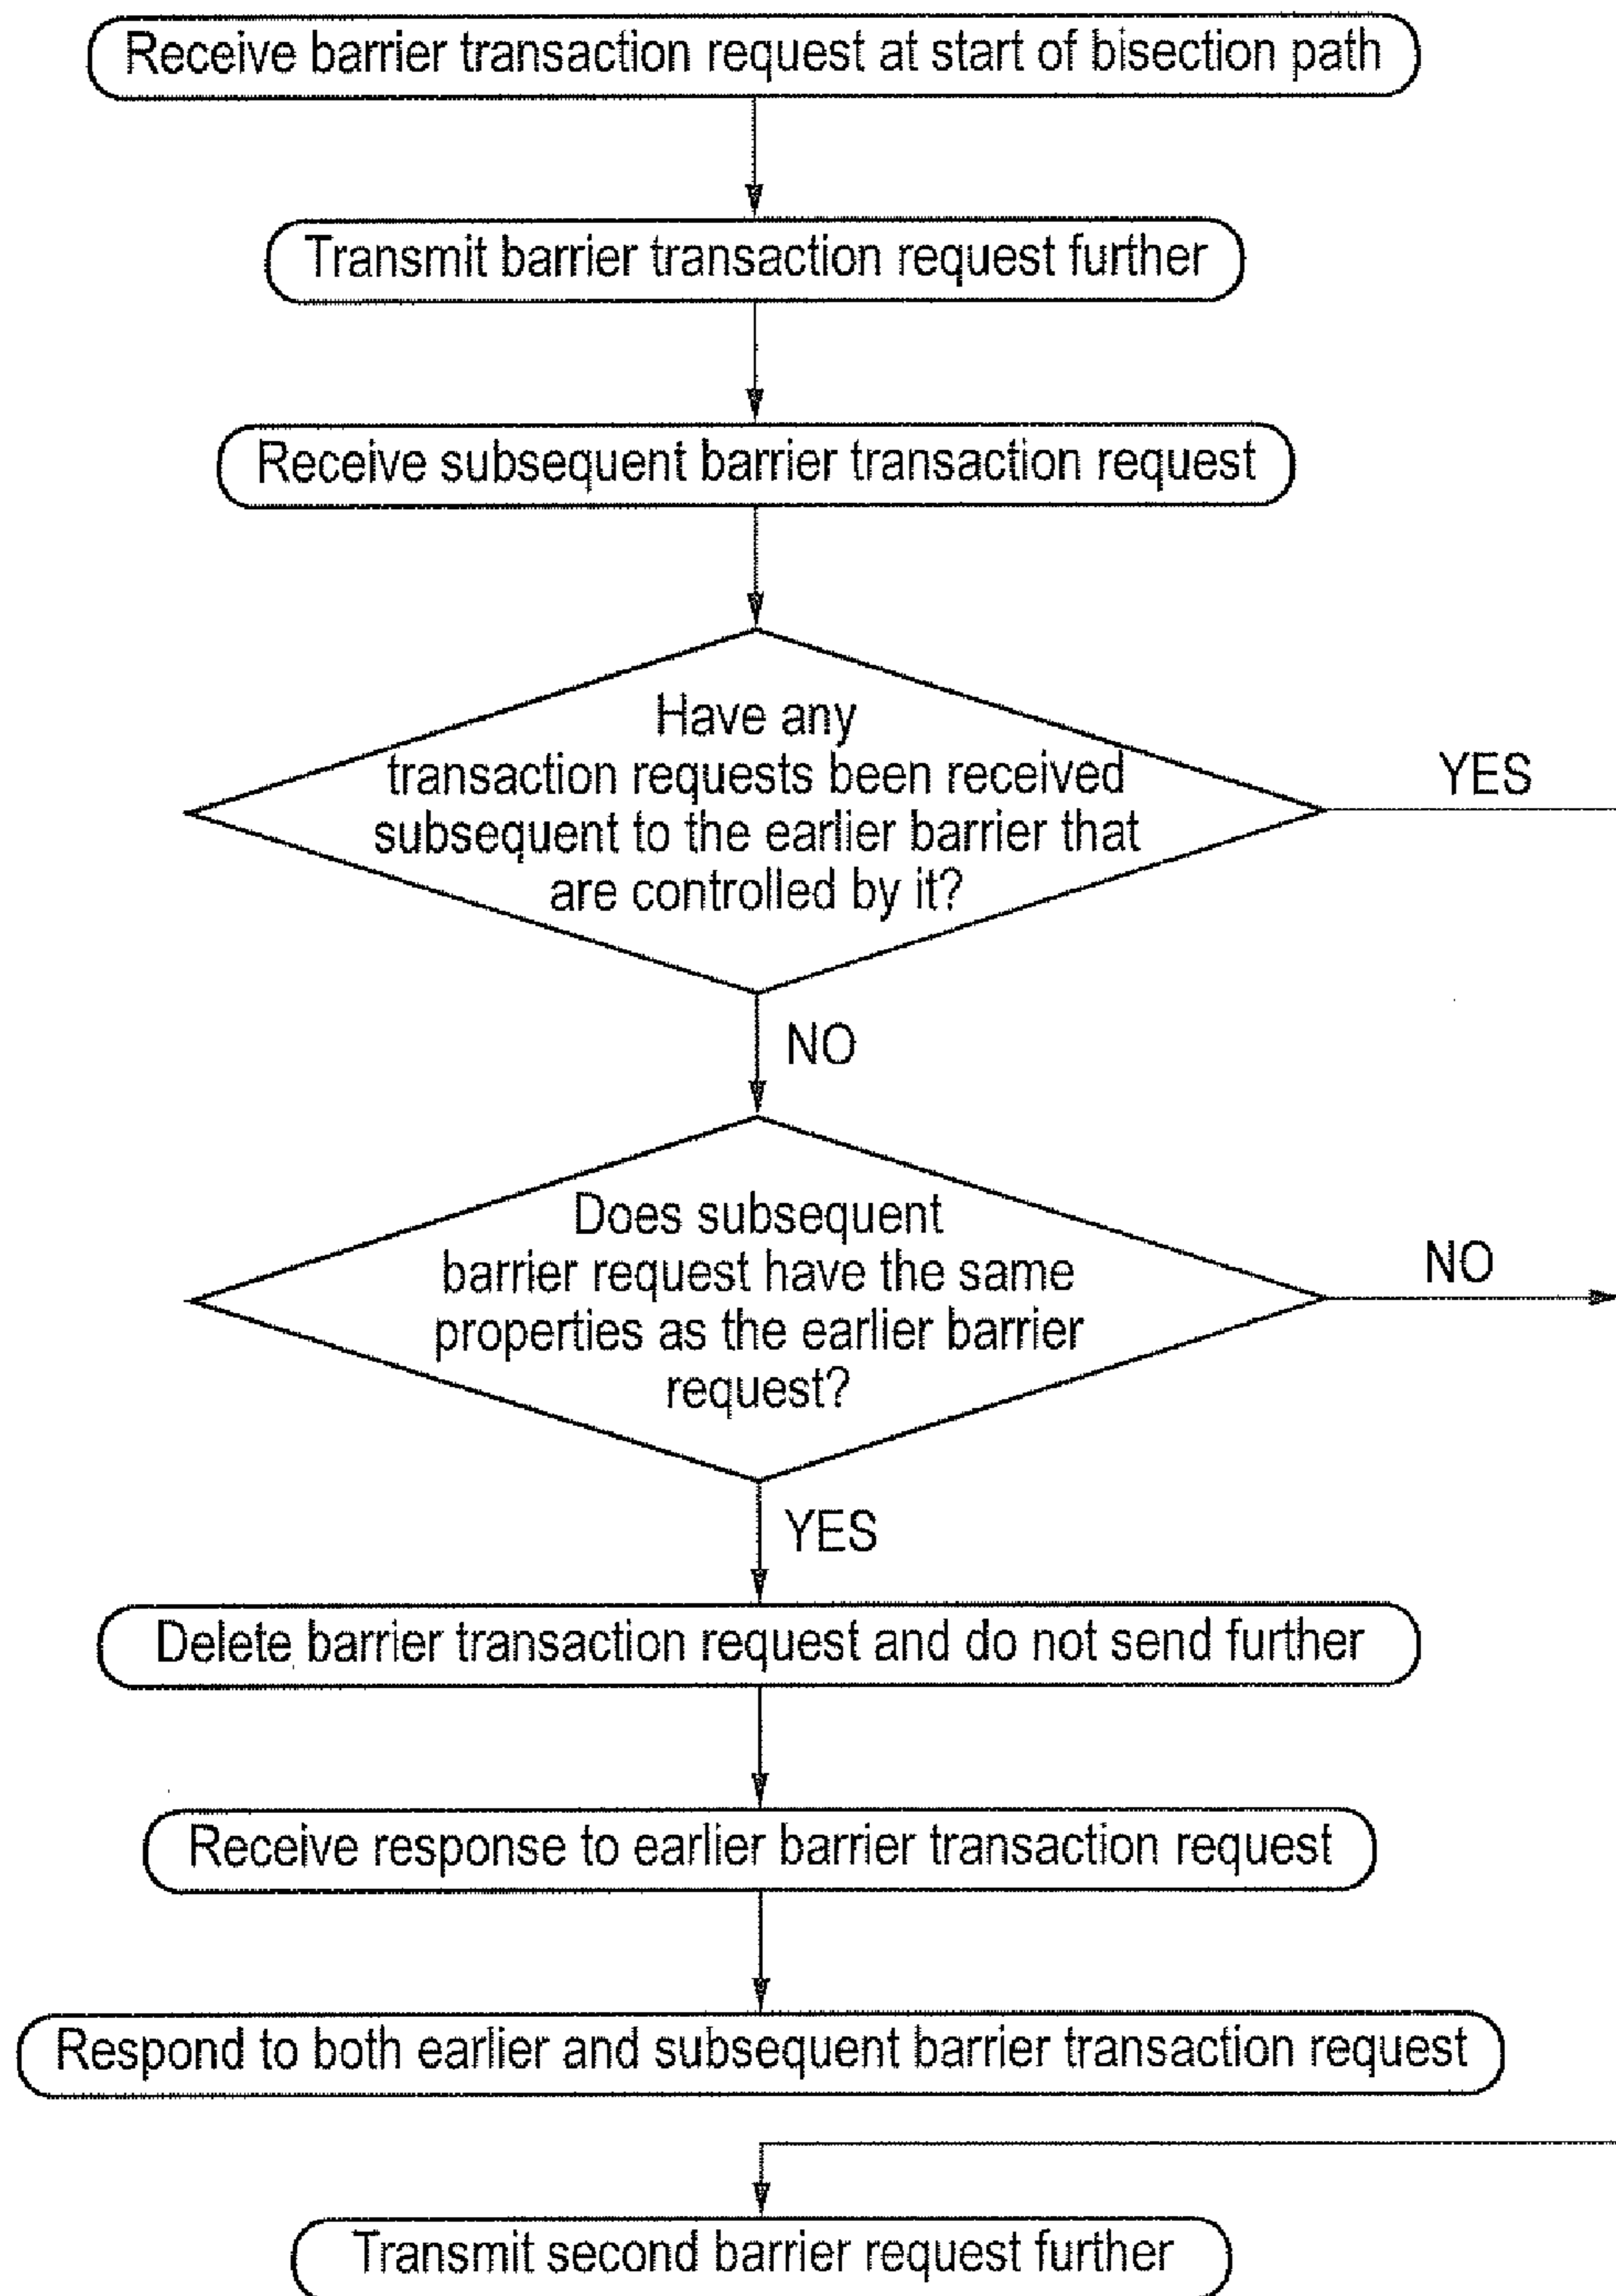 Receive barrier transaction request at start of bisection path
Transmit barrier transaction request further
Receive subsequent barrier transaction request
Have any
transaction requests been received
subsequent to the earlier barrier that
are controlled by it?
YES
NO
Does subsequent
barrier request have the same
properties as the earlier barrier
request?
NO
YES
Delete barrier transaction request and do not send further
Receive response to earlier barrier transaction request
Respond to both earlier and subsequent barrier transaction request
Transmit second barrier request further